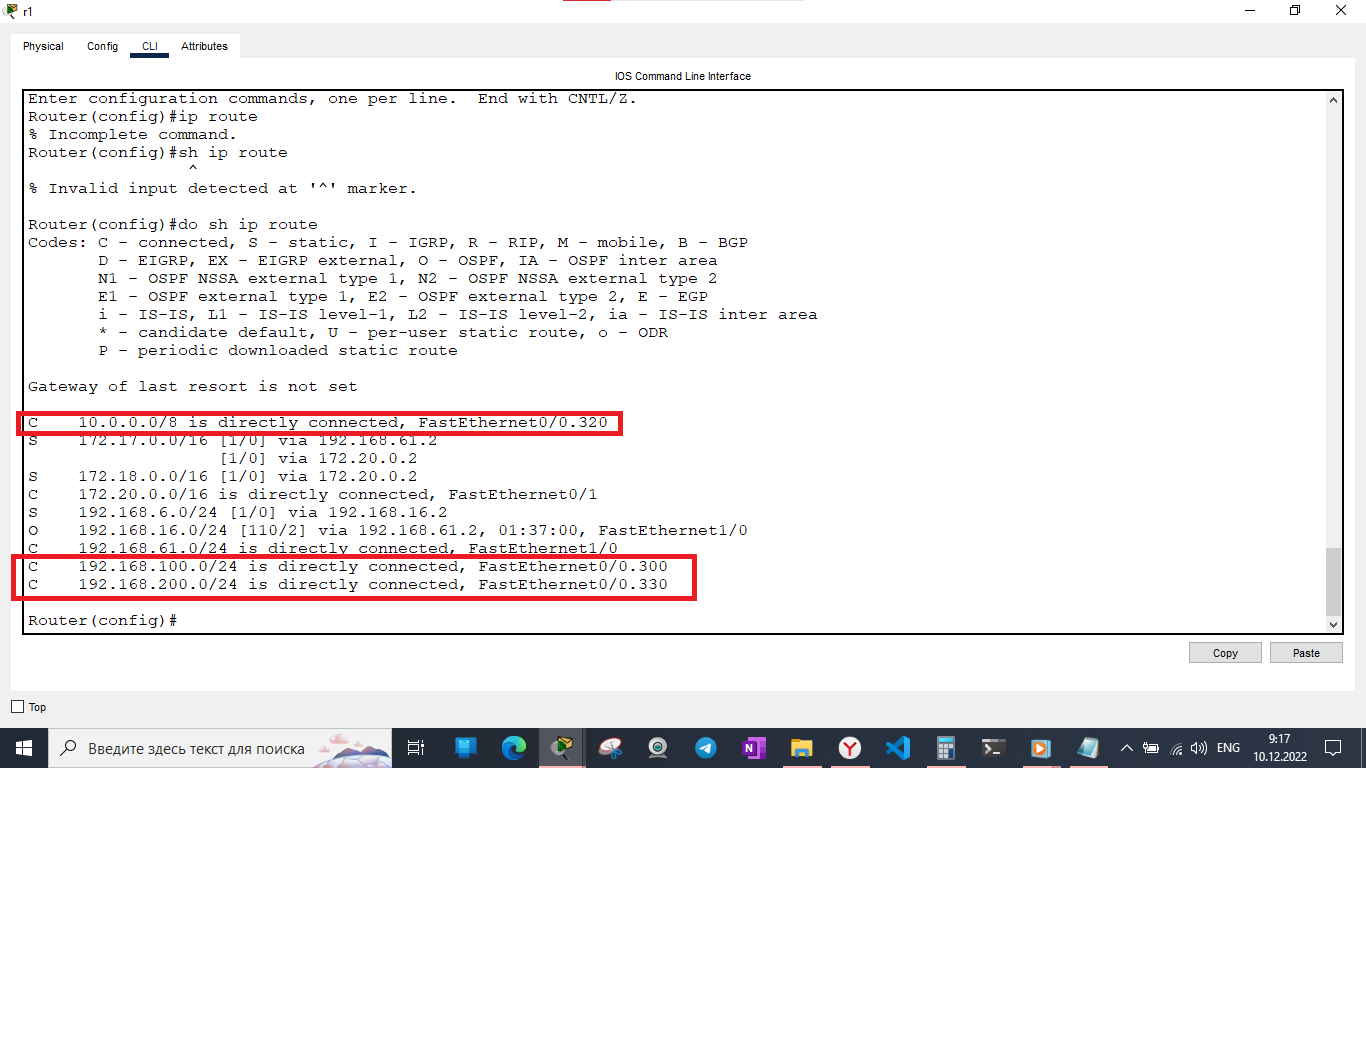 r1
Physical Config CLI Attributes
IOS Command Line Interface
Enter configuration commands, one per line.  End with CNTL/Z.
Router(config)#ip route
% Incomplete command.
Router(config)#sh ip route
^
% Invalid input detected at '^' marker.
Router(config)#do sh ip route
Codes: C - connected, S - static, I - IGRP, R - RIP, M - mobile, B - BGP
D - EIGRP, EX - EIGRP external, O - OSPF, IA - OSPF inter area
N1 - OSPF NSSA external type 1, N2 - OSPF NSSA external type 2
E1 - OSPF external type 1, E2 - OSPF external type 2, E - EGP
i - IS-IS, L1 - IS-IS level-1, L2 - IS-IS level-2, ia - IS-IS inter area
* - candidate default, U - per-user static route, o - ODR
P - periodic downloaded static route
Gateway of last resort is not set
C    10.0.0.0/8 is directly connected, FastEthernet0/0.320
S    172.17.0.0/16 [1/0] via 192.168.61.2
[1/0] via 172.20.0.2
S    172.18.0.0/16 [1/0] via 172.20.0.2
C    172.20.0.0/16 is directly connected, FastEthernet0/1
S    192.168.6.0/24 [1/0] via 192.168.16.2
O    192.168.16.0/24 [110/2] via 192.168.61.2, 01:37:00, FastEthernet1/0
C    192.168.61.0/24 is directly connected, FastEthernet1/0
C    192.168.100.0/24 is directly connected, FastEthernet0/0.300
C    192.168.200.0/24 is directly connected, FastEthernet0/0.330
Router(config)#
Copy Paste
Top
Введите здесь текст для поиска
N
ENG
9:17
10.12.2022